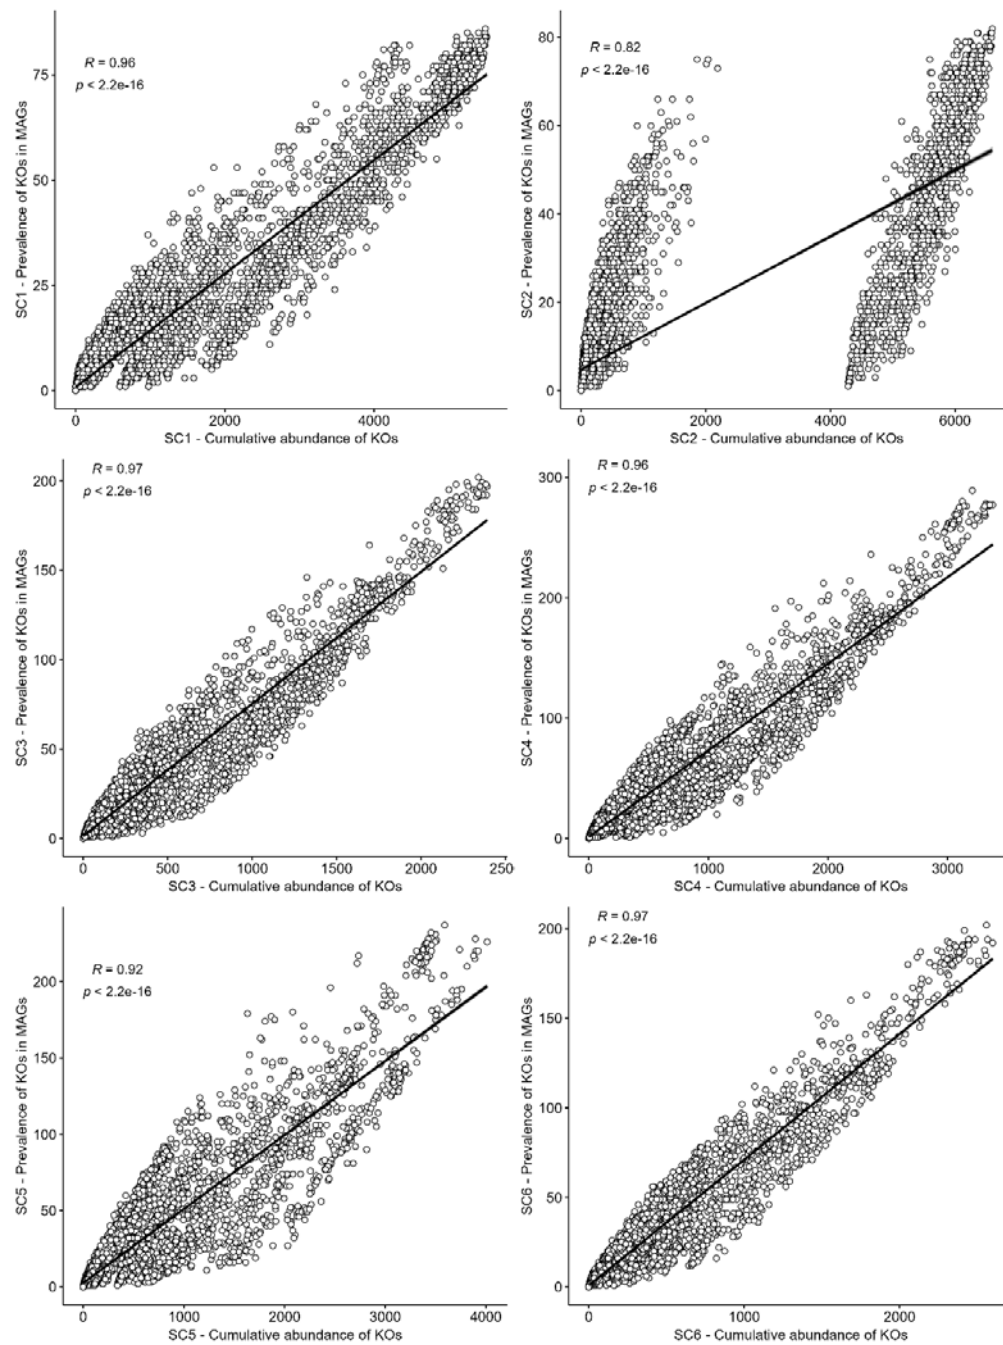 R = 0.96
p < 2.2e-16
SC1 - Prevalence of KOs in MAGs
75
50
25
0
0 2000 4000
SC1 - Cumulative abundance of KOs
R = 0.82
p < 2.2e-16
SC2 - Prevalence of KOs in MAGs
80
60
40
20
0
0 2000 4000 6000
SC2 - Cumulative abundance of KOs
R = 0.97
p < 2.2e-16
SC3 - Prevalence of KOs in MAGs
200
150
100
50
0
0 500 1000 1500 2000 250
SC3 - Cumulative abundance of KOs
R = 0.96
p < 2.2e-16
SC4 - Prevalence of KOs in MAGs
300
200
100
0
0 1000 2000 3000
SC4 - Cumulative abundance of KOs
R = 0.92
p < 2.2e-16
SC5 - Prevalence of KOs in MAGs
200
150
100
50
0
0 1000 2000 3000 4000
SC5 - Cumulative abundance of KOs
R = 0.97
p < 2.2e-16
SC6 - Prevalence of KOs in MAGs
200
150
100
50
0
0 1000 2000
SC6 - Cumulative abundance of KOs